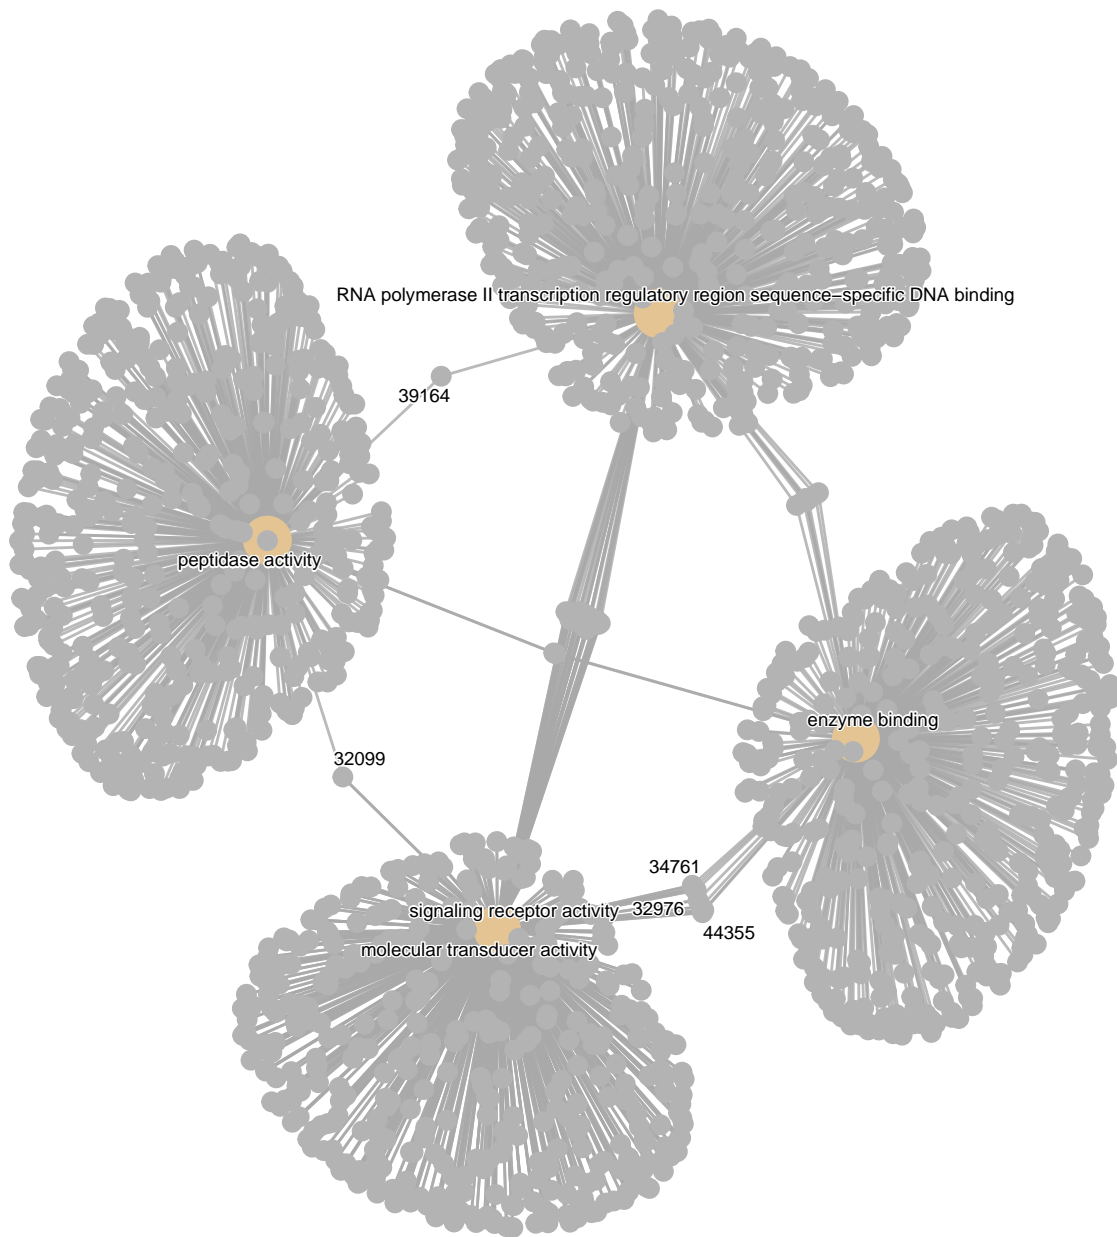 RNA polymerase II transcription regulatory region sequence−specific DNA binding
39164
peptidase activity
enzyme binding
32099
34761
signaling receptor activity
32976
44355
molecular transducer activity